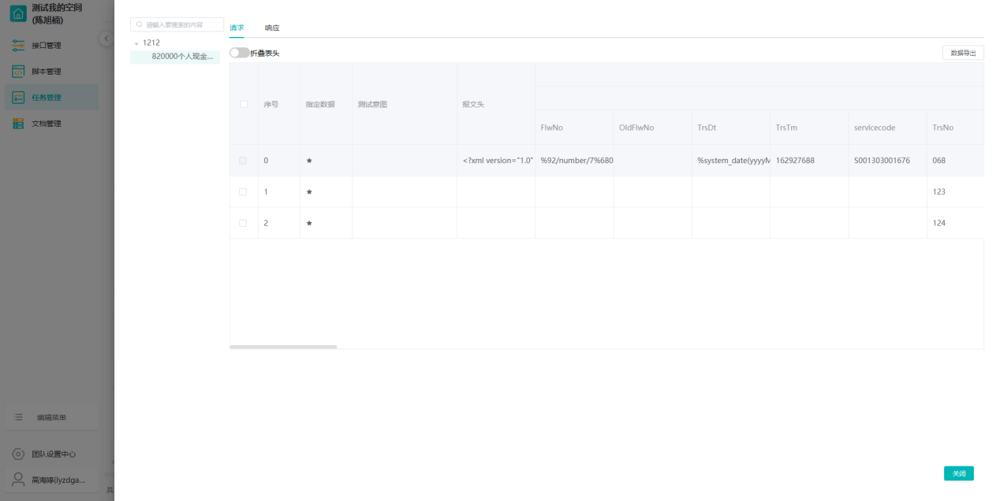 测试我的空间
(陈旭楠)
接口管理
脚本管理
任务管理
文档管理
编辑菜单
团队设置中心
高海婷(lyzdga...
共
请输入要搜索的内容
1212
820000个人现金...
请求 响应
折叠表头 数据导出
序号 指定数据 测试意图 报文头
FlwNo OldFlwNo TrsDt TrsTm servicecode TrsNo
0 ★ <?xml version="1.0" %92/number/7%680 %system_date(yyyyM 162927688 S001303001676 068
1 ★ 123
2 ★ 124
关闭